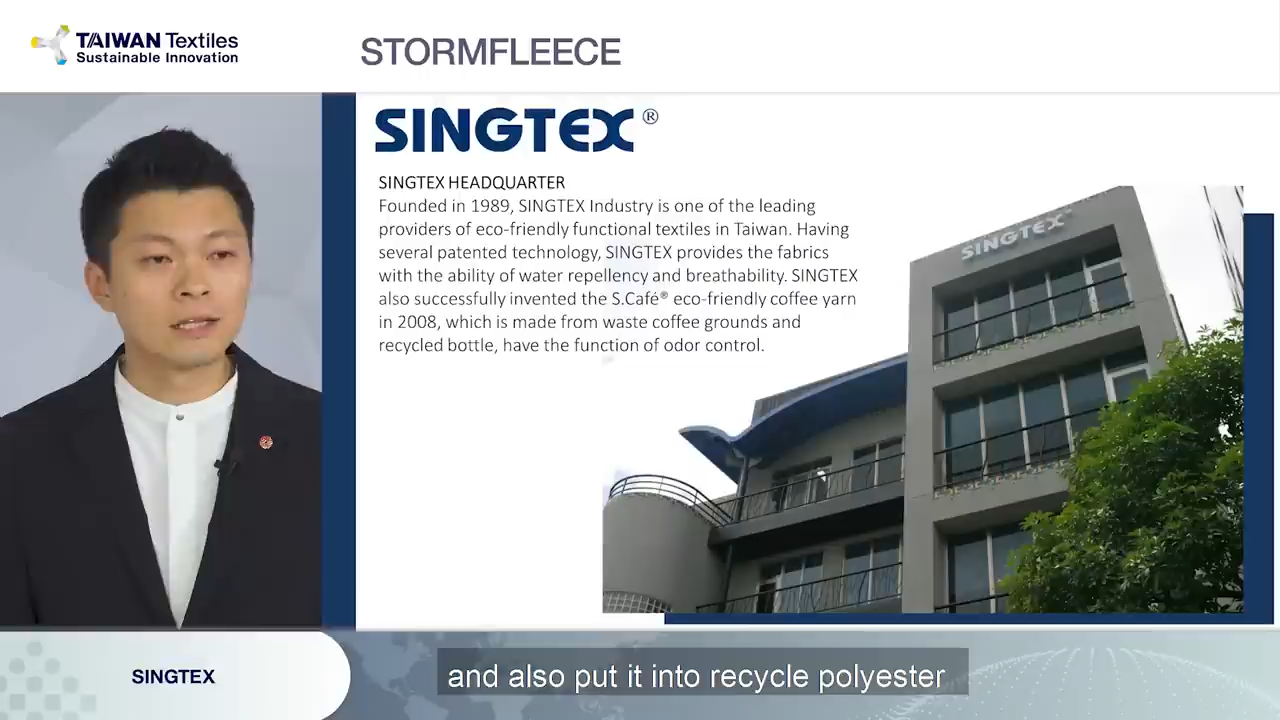 TAIWAN Textiles
Sustainable Innovation
STORMFLEECE
SINGTEX®
SINGTEX HEADQUARTER
Founded in 1989, SINGTEX Industry is one of the leading
providers of eco-friendly functional textiles in Taiwan. Having
several patented technology, SINGTEX provides the fabrics
with the ability of water repellency and breathability. SINGTEX
also successfully invented the S.Café® eco-friendly coffee yarn
in 2008, which is made from waste coffee grounds and
recycled bottle, have the function of odor control.
SINGTEX
SINGTEX
and also put it into recycle polyester